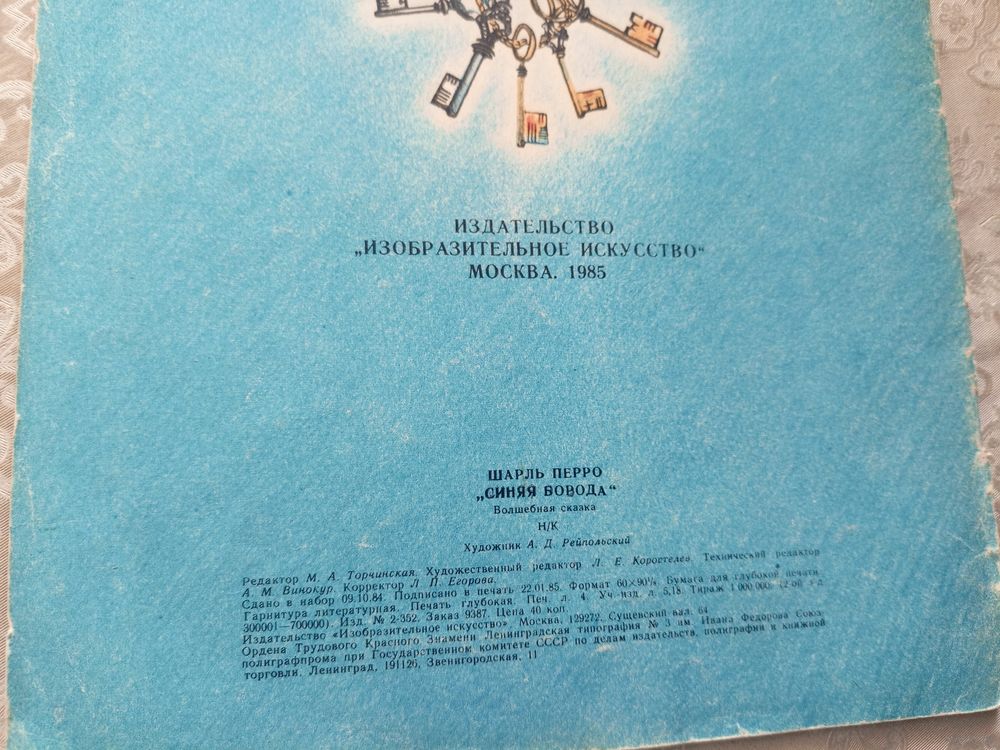 ИЗДАТЕЛЬСТВО
„ИЗОБРАЗИТЕЛЬНОЕ ИСКУССТВО“
МОСКВА. 1985
ШАРЛЬ ПЕРРО
„СИНЯЯ БОРОДА“
Волшебная сказка
Н/К
Художник А. Д. Рейпольский
Редактор М. А. Торчинская. Художественный редактор Л. Е. Коростелев. Технический редактор
А. М. Винокур. Корректор Л. П. Егорова.
Сдано в набор 09.10.84. Подписано в печать 22.01.85. Формат 60×90⅛. Бумага для глубокой печати
Гарнитура литературная. Печать глубокая. Печ. л. 4. Уч. изд. л. 5,18. Тираж 1 000 000
300001—700000). Изд. № 2-352. Заказ 9387. Цена 40 коп.
Издательство «Изобразительное искусство». Москва, 129272. Сущевский вал, 64
Ордена Трудового Красного Знамени Ленинградская типография № 3 им. Ивана Федорова Союз-
полиграфпрома при Государственном комитете СССР по делам издательств, полиграфии и книжной
торговли. Ленинград, 191126, Звенигородская, 11